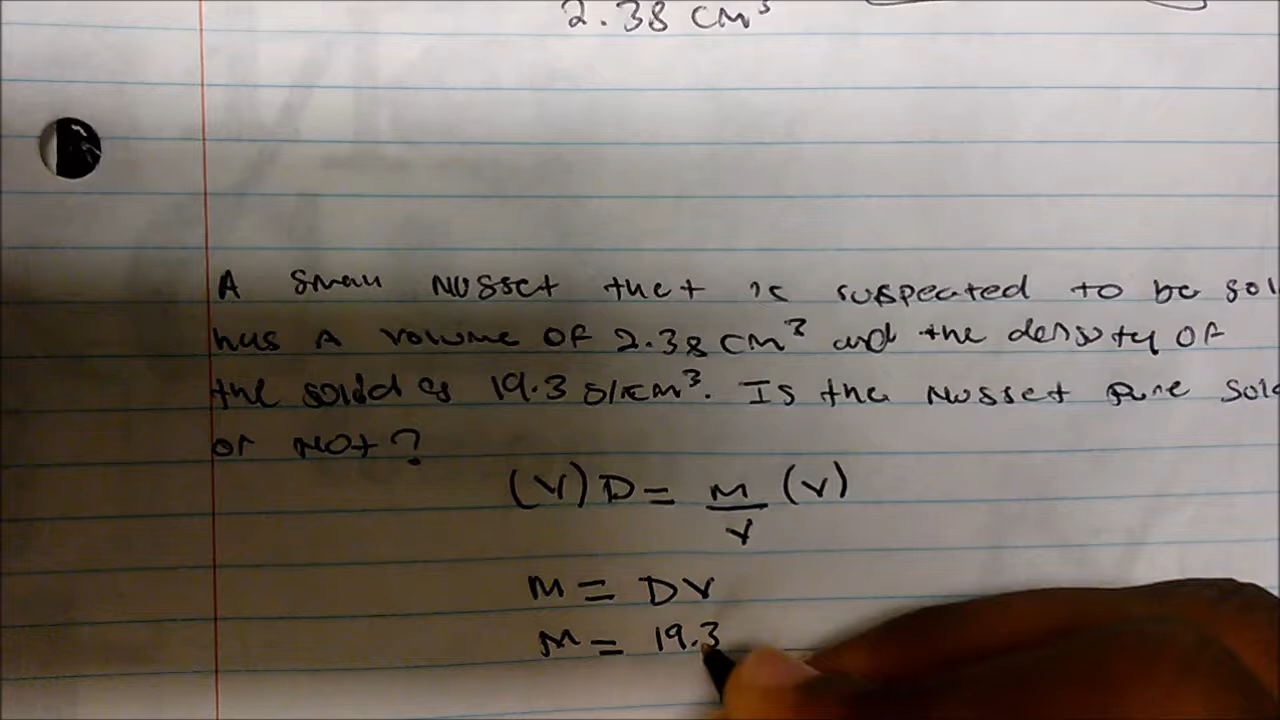 2.38 cm³
A small nugget that is suspected to be gol
has A volume of 2.38 cm³ and the density of
the gold is 19.3 g/cm³. Is the nugget pure gold
or not?
(V)D = M/V (V)
M = DV
M = 19.3